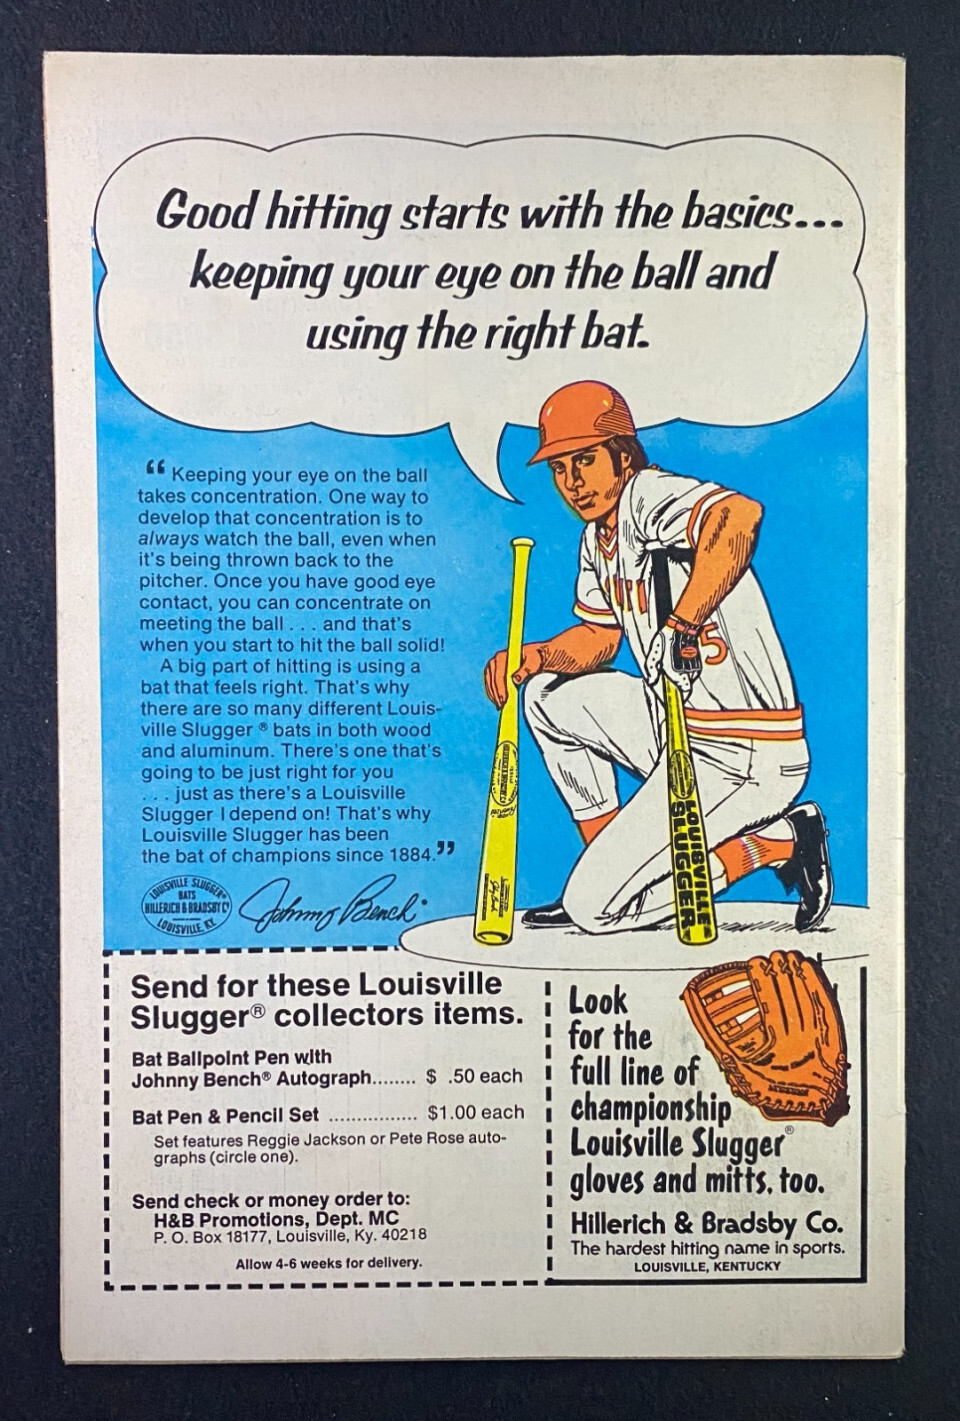 Good hitting starts with the basics...
keeping your eye on the ball and
using the right bat.
“ Keeping your eye on the ball
takes concentration. One way to
develop that concentration is to
always watch the ball, even when
it's being thrown back to the
pitcher. Once you have good eye
contact, you can concentrate on
meeting the ball . . . and that's
when you start to hit the ball solid!
A big part of hitting is using a
bat that feels right. That's why
there are so many different Louis-
ville Slugger ® bats in both wood
and aluminum. There's one that's
going to be just right for you
. . . just as there's a Louisville
Slugger I depend on! That's why
Louisville Slugger has been
the bat of champions since 1884.”
LOUISVILLE SLUGGER
BATS
HILLERICH & BRADSBY Co
LOUISVILLE, KY.
Johnny Bench
5
LOUISVILLE
SLUGGER
Send for these Louisville
Slugger® collectors items.
Bat Ballpoint Pen with
Johnny Bench® Autograph........ $ .50 each
Bat Pen & Pencil Set ................ $1.00 each
Set features Reggie Jackson or Pete Rose auto-
graphs (circle one).
Send check or money order to:
H&B Promotions, Dept. MC
P. O. Box 18177, Louisville, Ky. 40218
Allow 4-6 weeks for delivery.
Look
for the
full line of
championship
Louisville Slugger®
gloves and mitts, too.
Hillerich & Bradsby Co.
The hardest hitting name in sports.
LOUISVILLE, KENTUCKY